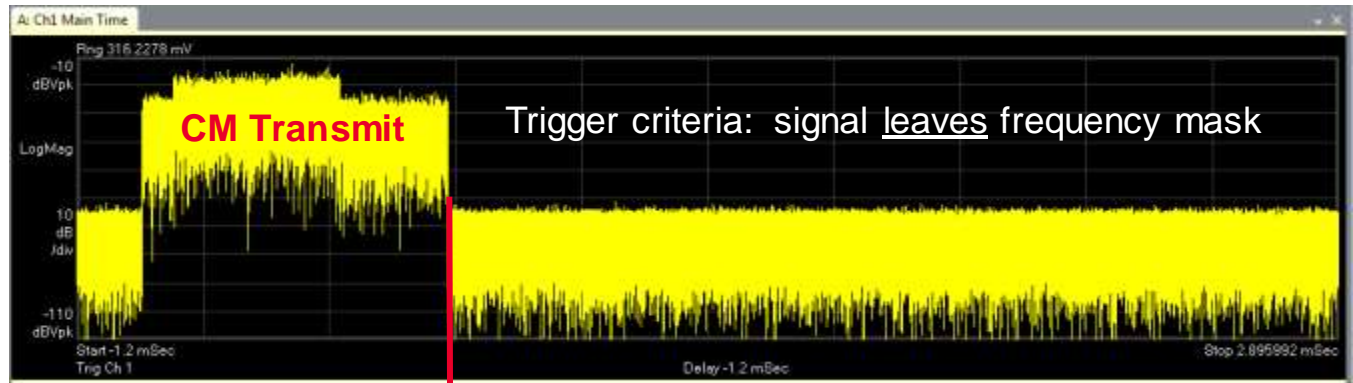 A: Ch1 Main Time
Rng 316.2278 mV
-10
dBVpk
CM Transmit
Trigger criteria: signal leaves frequency mask
LogMag
10
dB
/div
-110
dBVpk
Start -1.2 mSec
Stop 2.895992 mSec
Trig Ch 1
Delay -1.2 mSec